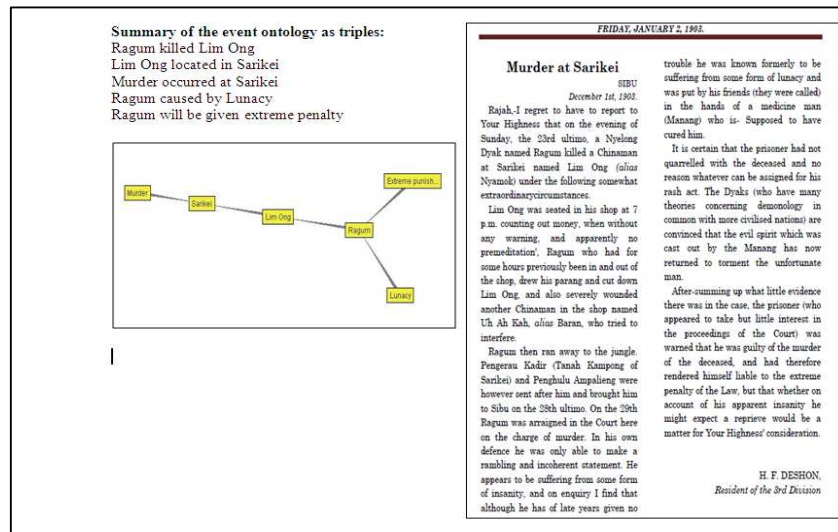 Summary of the event ontology as triples:
Ragum killed Lim Ong
Lim Ong located in Sarikei
Murder occurred at Sarikei
Ragum caused by Lunacy
Ragum will be given extreme penalty
Murder
Sarikei
Lim Ong
Ragum
Extreme punish...
Lunacy
FRIDAY, JANUARY 2, 1903.
Murder at Sarikei
SIBU
December 1st, 1903.
Rajah,-I regret to have to report to
Your Highness that on the evening of
Sunday, the 23rd ultimo, a Nyelong
Dyak named Ragum killed a Chinaman
at Sarikei named Lim Ong (alias
Nyamok) under the following somewhat
extraordinarycircumstances.
Lim Ong was seated in his shop at 7
p.m. counting out money, when without
any warning, and apparently no
premeditation', Ragum who had for
some hours previously been in and out of
the shop, drew his parang and cut down
Lim Ong, and also severely wounded
another Chinaman in the shop named
Uh Ah Kah, alias Baran, who tried to
interfere.
Ragum then ran away to the jungle.
Pengerau Kadir (Tanah Kampong of
Sarikei) and Penghulu Ampalieng were
however sent after him and brought him
to Sibu on the 28th ultimo. On the 29th
Ragum was arraigned in the Court here
on the charge of murder. In his own
defence he was only able to make a
rambling and incoherent statement. He
appears to be suffering from some form
of insanity, and on enquiry I find that
although he has of late years given no
trouble he was known formerly to be
suffering from some form of lunacy and
was put by his friends (they were called)
in the hands of a medicine man
(Manang) who is- Supposed to have
cured him.
It is certain that the prisoner had not
quarrelled with the deceased and no
reason whatever can be assigned for his
rash act. The Dyaks (who have many
theories concerning demonology in
common with more civilised nations) are
convinced that the evil spirit which was
cast out by the Manang has now
returned to torment the unfortunate
man.
After-summing up what little evidence
there was in the case, the prisoner (who
appeared to take but little interest in
the proceedings of the Court) was
warned that he was guilty of the murder
of the deceased, and had therefore
rendered himself liable to the extreme
penalty of the Law, but that whether on
account of his apparent insanity he
might expect a reprieve would be a
matter for Your Highness' consideration.
H. F. DESHON,
Resident of the 3rd Division